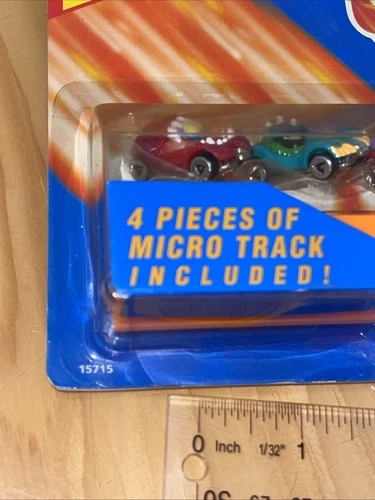 4 PIECES OF
MICRO TRACK
INCLUDED!
15715
0 Inch 1/32" 1